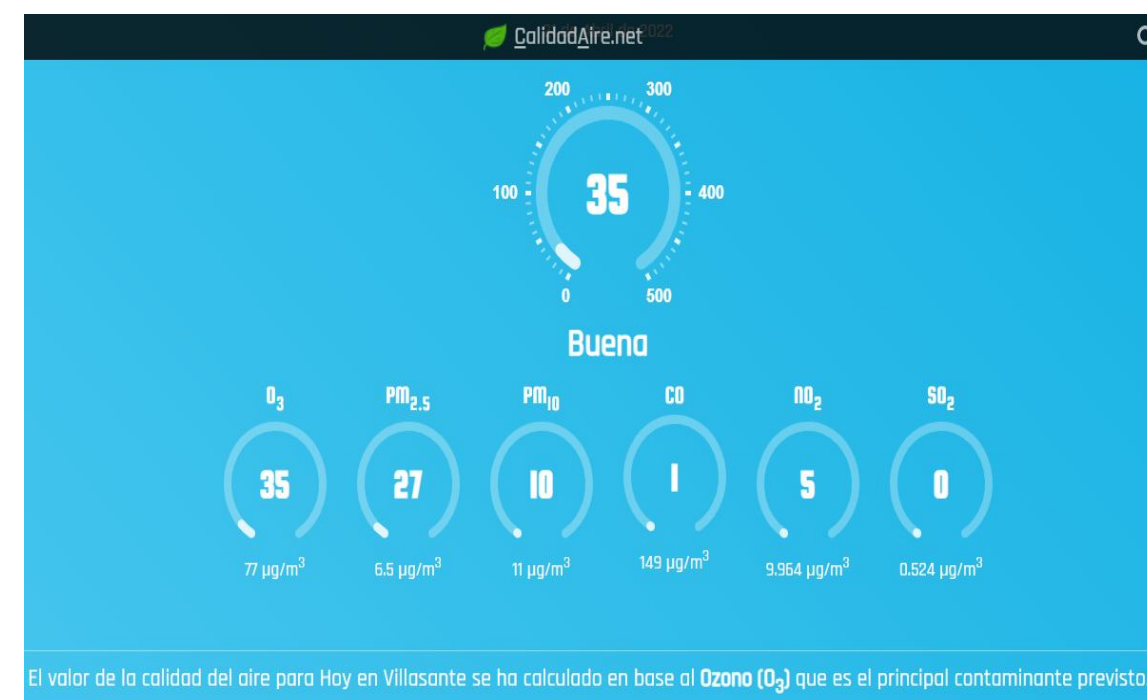 CalidadAire.net
200 300
100 400
35
0 500
Buena
O₃ PM₂.₅ PM₁₀ CO NO₂ SO₂
35 27 10 1 5 0
77 µg/m³ 6.5 µg/m³ 11 µg/m³ 149 µg/m³ 9.964 µg/m³ 0.524 µg/m³
El valor de la calidad del aire para Hoy en Villasante se ha calculado en base al Ozono (O₃) que es el principal contaminante previsto